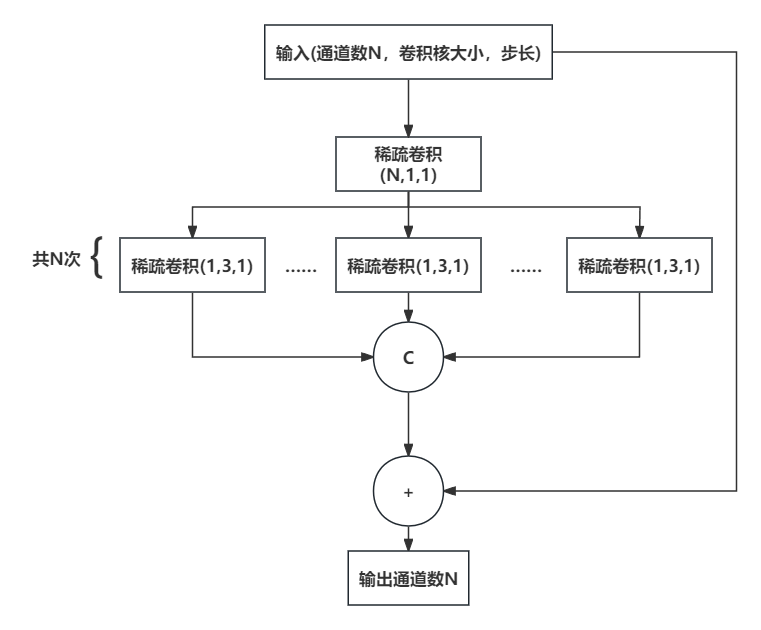 输入(通道数N，卷积核大小，步长)
稀疏卷积
(N,1,1)
共N次 {
稀疏卷积(1,3,1)
......
稀疏卷积(1,3,1)
......
稀疏卷积(1,3,1)
C
+
输出通道数N